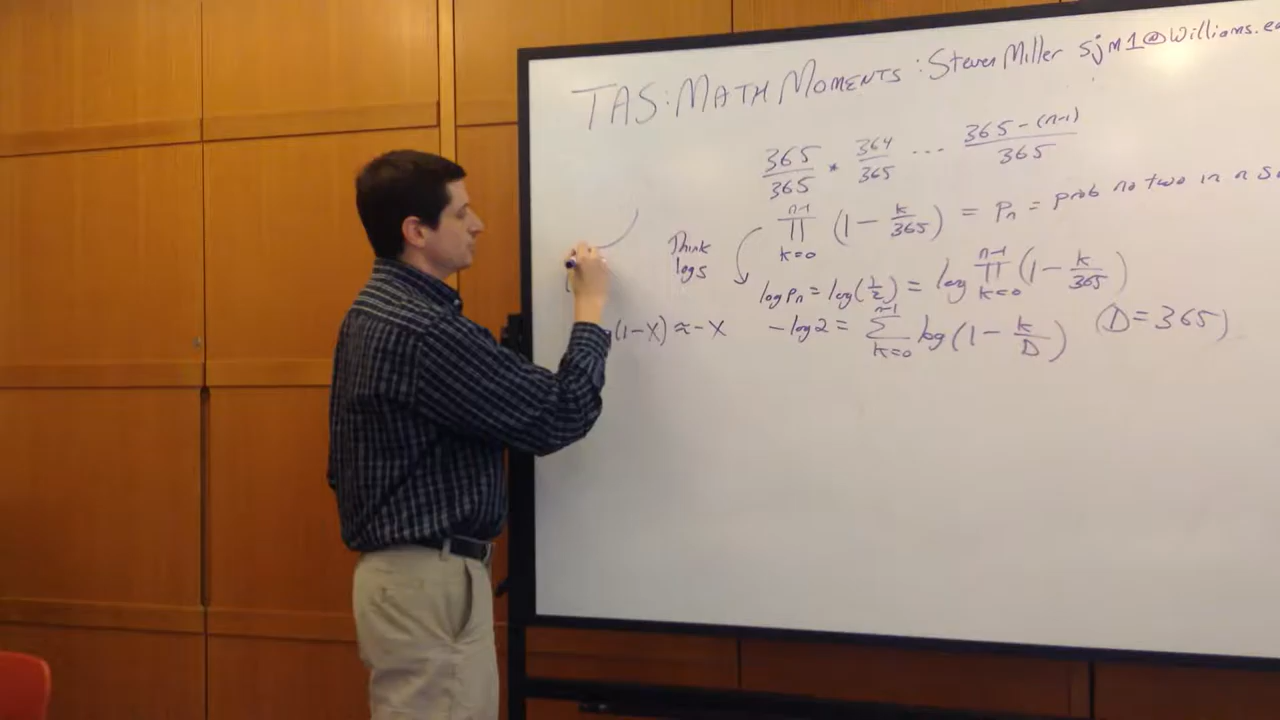 TAS: MATH MOMENTS: Steven Miller sjm1@Williams.e
365/365 * 364/365 ... 365-(n-1)/365
n-1 ∏ k=0 (1 - k/365) = Pn = prob no two in n
Think logs
log Pn = log(1/2) = log n-1 ∏ k=0 (1 - k/365)
(1-x) ≈ -x
-log 2 = n-1 ∑ k=0 log(1 - k/D) (D = 365)